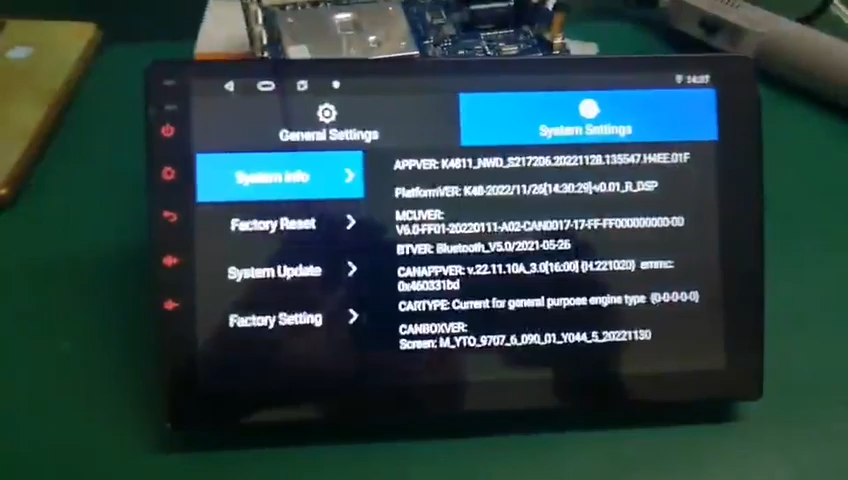 General Settings
System Settings
System Info
Factory Reset
System Update
Factory Setting
APPVER: K4811_NWD_S217206.20221128.135547.H4EE.01F
PlatformVER: K48-2022/11/26[14:30:29]-v0.01_R_DSP
MCUVER:
V6.0-FF01-20220111-A02-CAN0017-17-FF-FF000000000-00
BTVER: Bluetooth_V5.0/2021-05-26
CANAPPVER: v.22.11.10A_3.0[16:00] (H.221020) emmc:
0x460331bd
CARTYPE: Current for general purpose engine type (0-0-0-0-0)
CANBOXVER:
Screen: M_YTO_9707_6_090_01_Y044_5_20221130